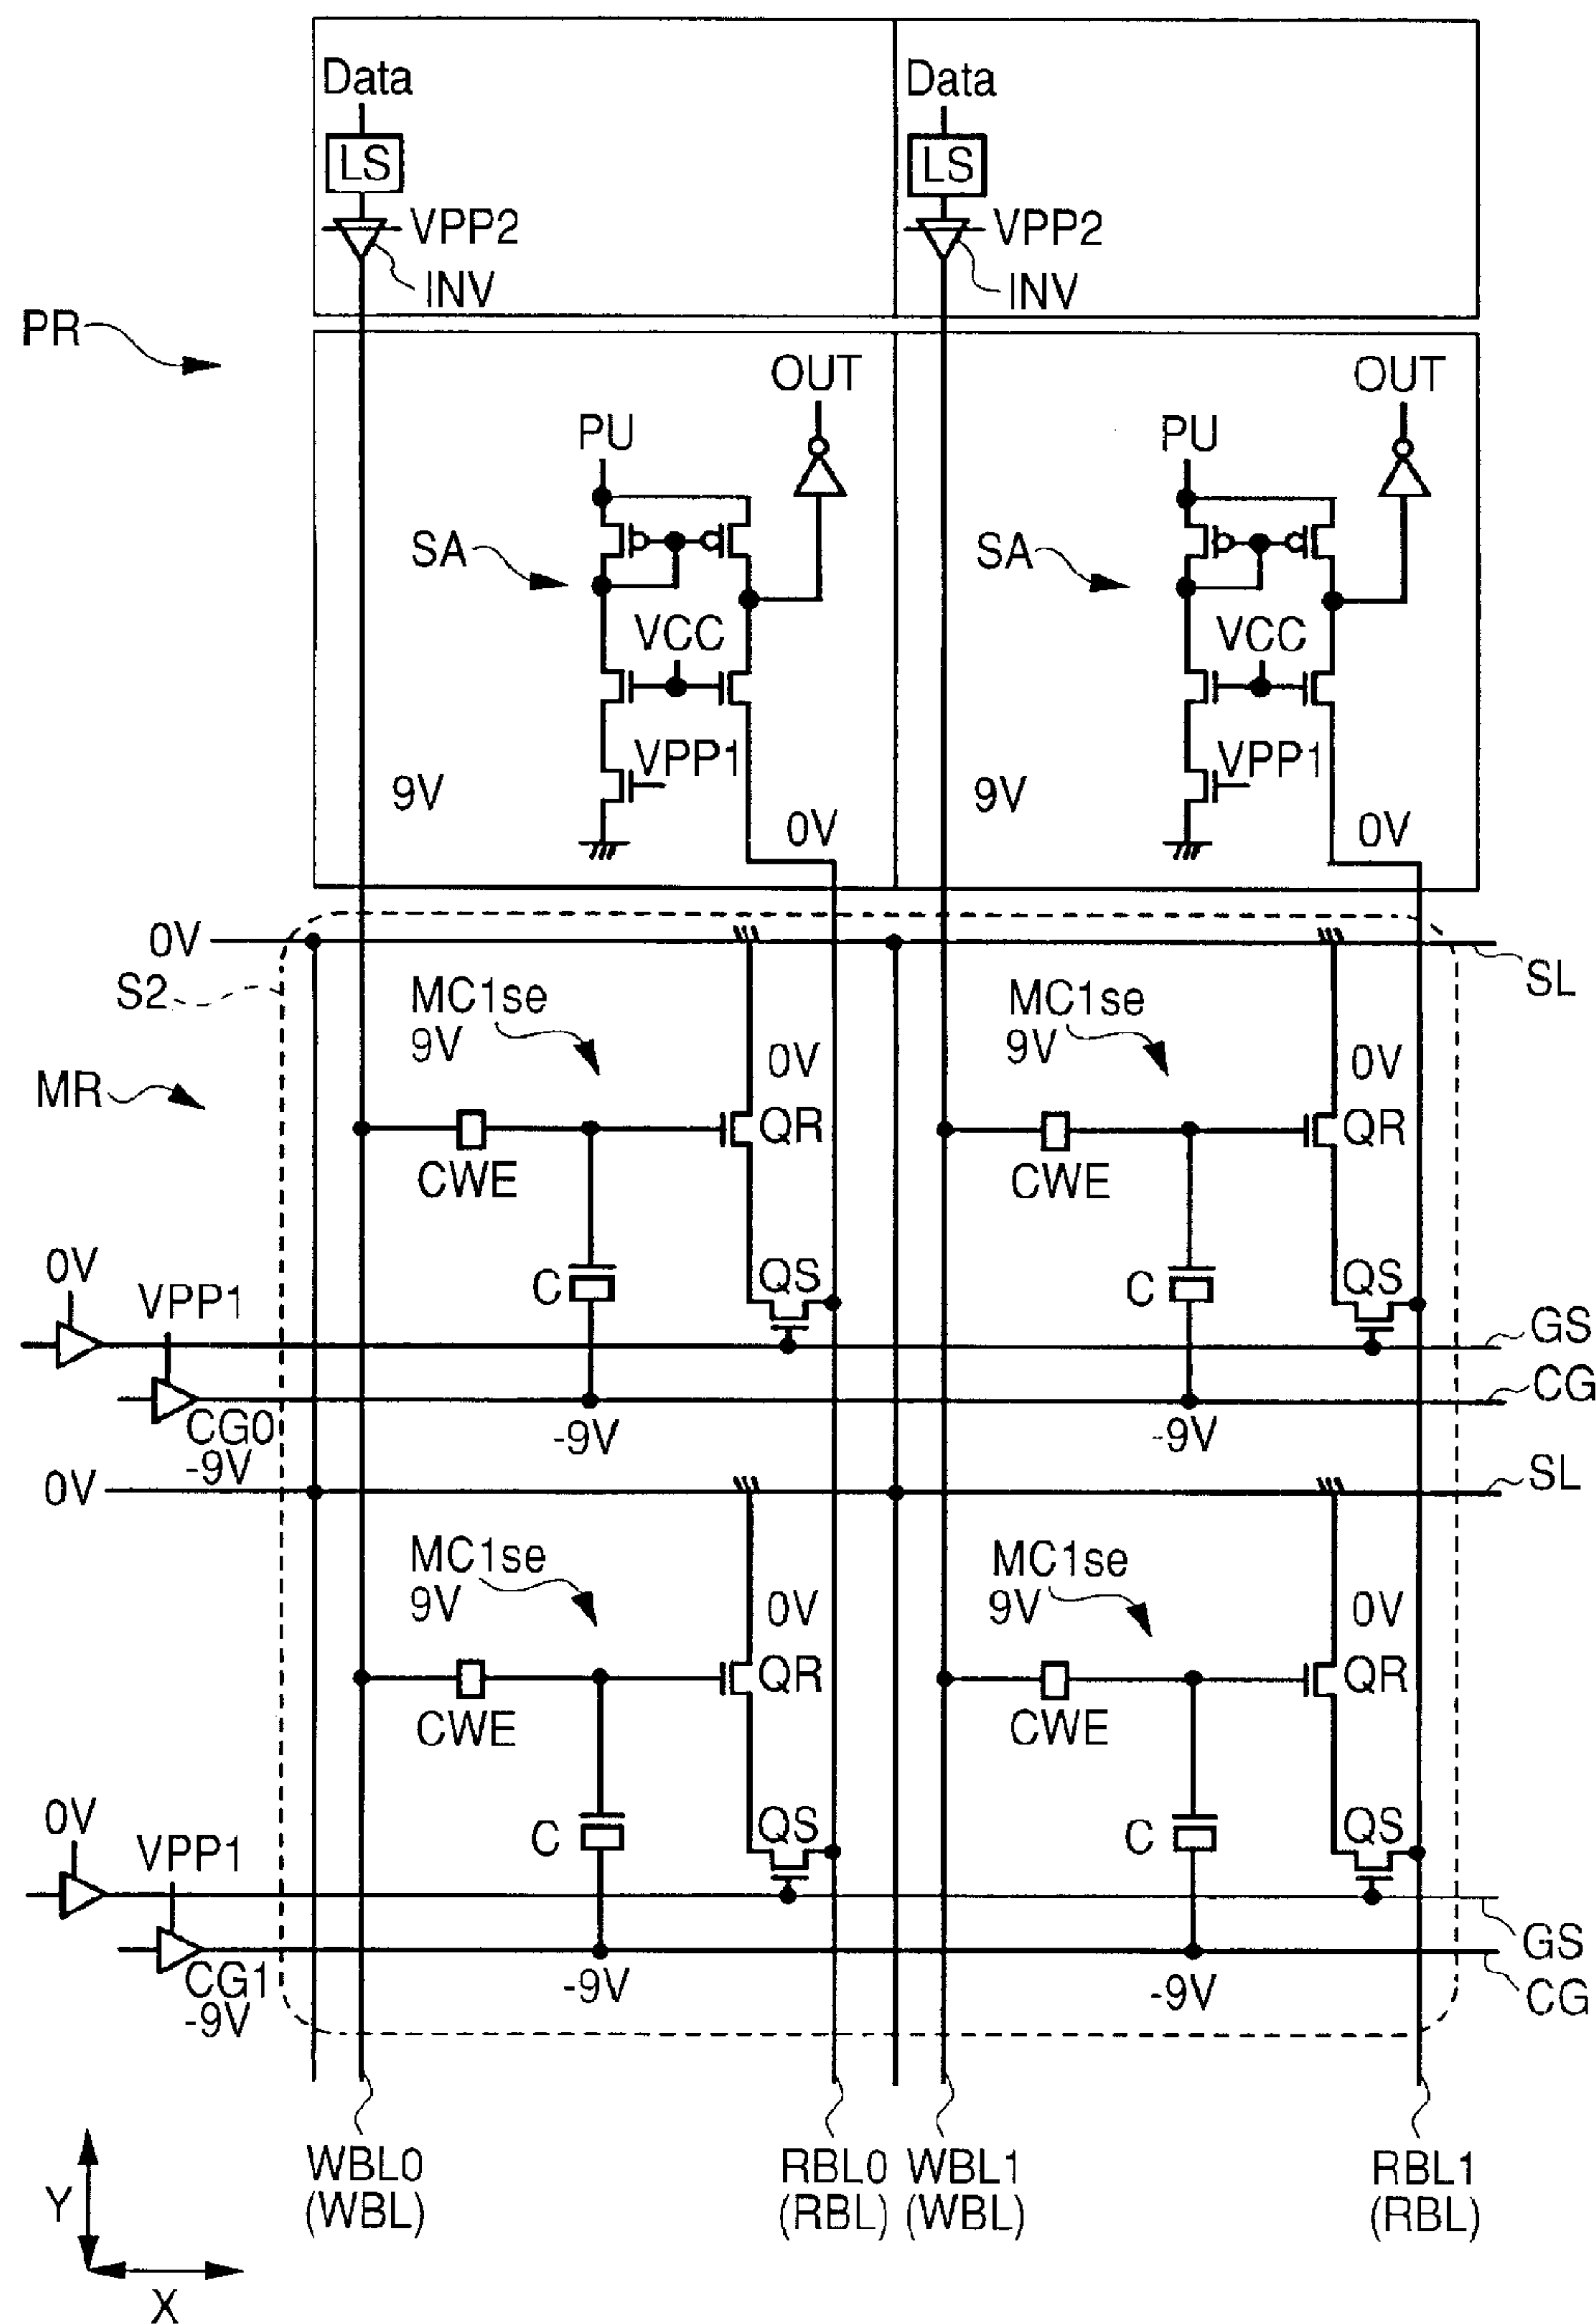 Data Data
LS LS
VPP2 VPP2
INV INV
PR
OUT OUT
PU PU
SA SA
VCC VCC
VPP1 VPP1
9V 9V
0V 0V
0V
SL
S2
MC1se MC1se
9V 9V
0V 0V
MR
QR QR
CWE CWE
0V
QS QS
C C
VPP1
GS
CG
CG0
-9V -9V
-9V
0V
SL
MC1se MC1se
9V 9V
0V 0V
QR QR
CWE CWE
0V
QS QS
C C
VPP1
GS
CG1
-9V -9V
CG
-9V
WBL0 RBL0 WBL1 RBL1
(WBL) (RBL) (WBL) (RBL)
Y
X